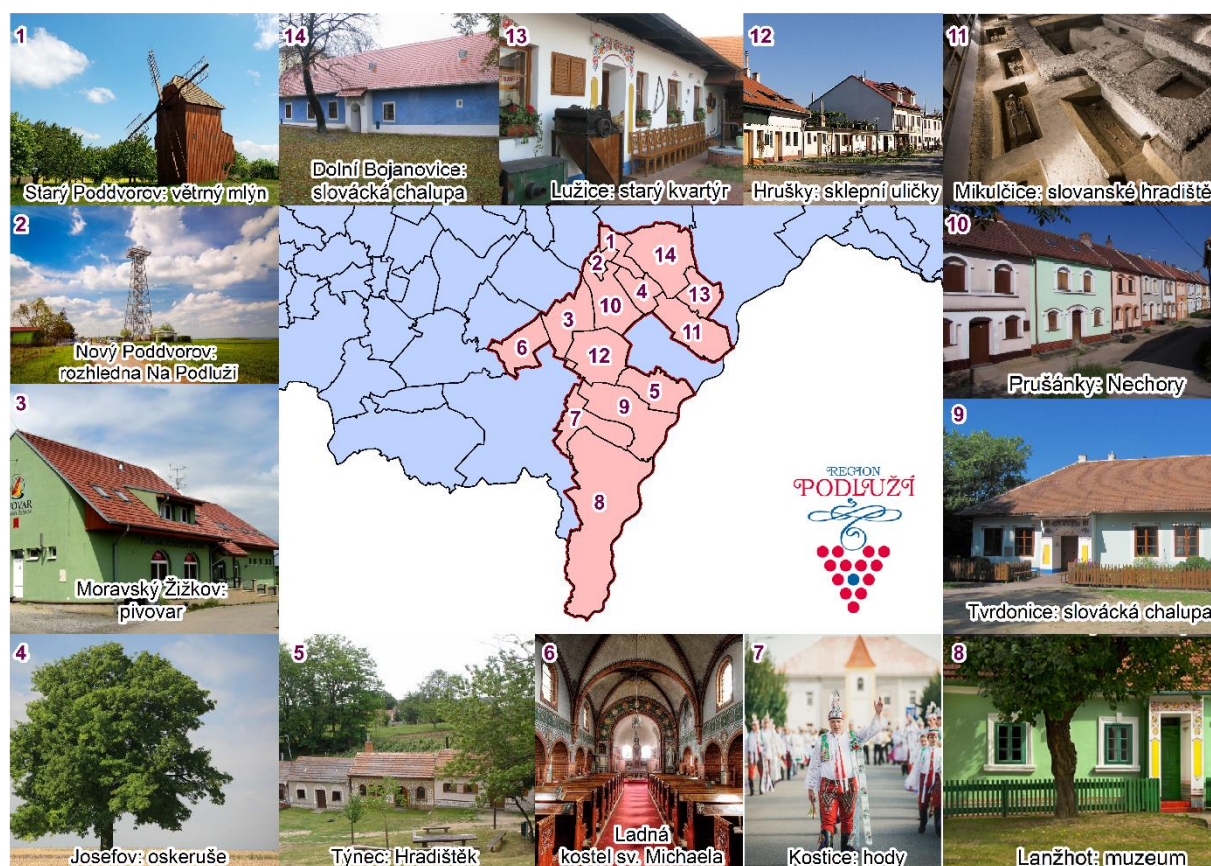 1
Starý Poddvorov: větrný mlýn
14
Dolní Bojanovice:
slovácká chalupa
13
Lužice: starý kvartýr
12
Hrušky: sklepní uličky
11
Mikulčice: slovanské hradiště
2
Nový Poddvorov:
rozhledna Na Podluží
10
Prušánky: Nechory
3
Moravský Žižkov:
pivovar
9
Tvrdonice: slovácká chalupa
4
Josefov: oskeruše
5
Týnec: Hradištěk
6
Ladná
kostel sv. Michaela
7
Kostice: hody
8
Lanžhot: muzeum
1
2
14
13
4
10
3
11
6
12
5
9
7
8
REGION
PODLUŽÍ